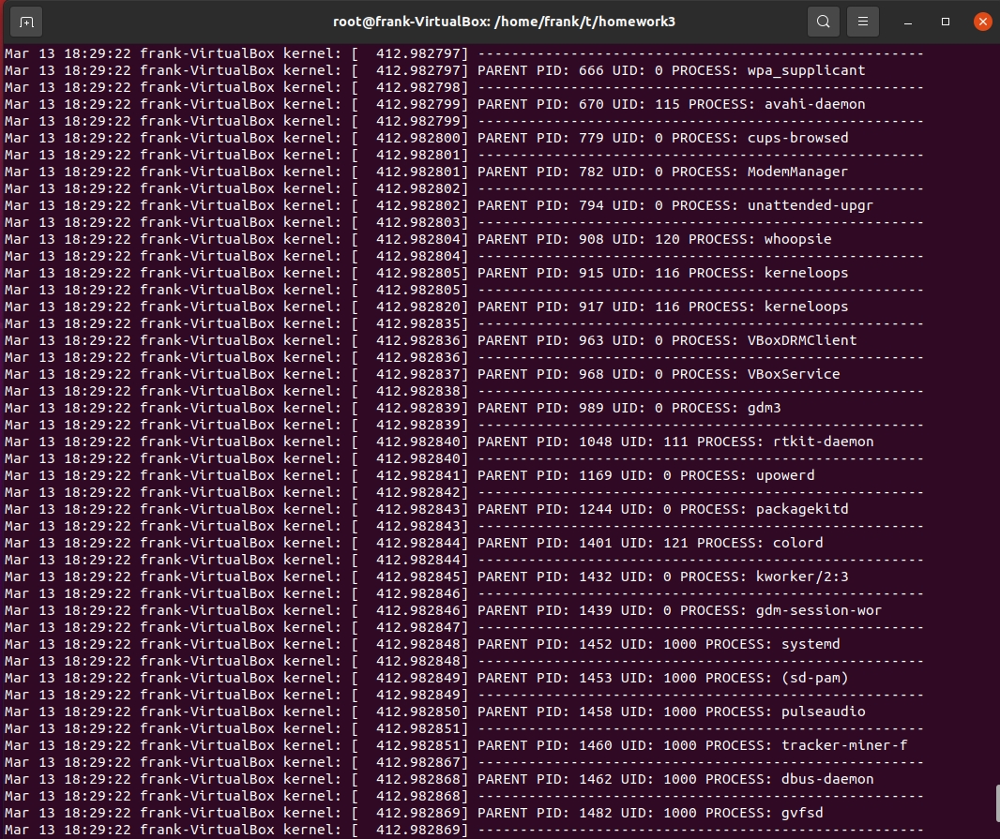 root@frank-VirtualBox: /home/frank/t/homework3
Mar 13 18:29:22 frank-VirtualBox kernel: [  412.982797] -----------------------------------------------------
Mar 13 18:29:22 frank-VirtualBox kernel: [  412.982797] PARENT PID: 666 UID: 0 PROCESS: wpa_supplicant
Mar 13 18:29:22 frank-VirtualBox kernel: [  412.982798] -----------------------------------------------------
Mar 13 18:29:22 frank-VirtualBox kernel: [  412.982799] PARENT PID: 670 UID: 115 PROCESS: avahi-daemon
Mar 13 18:29:22 frank-VirtualBox kernel: [  412.982799] -----------------------------------------------------
Mar 13 18:29:22 frank-VirtualBox kernel: [  412.982800] PARENT PID: 779 UID: 0 PROCESS: cups-browsed
Mar 13 18:29:22 frank-VirtualBox kernel: [  412.982801] -----------------------------------------------------
Mar 13 18:29:22 frank-VirtualBox kernel: [  412.982801] PARENT PID: 782 UID: 0 PROCESS: ModemManager
Mar 13 18:29:22 frank-VirtualBox kernel: [  412.982802] -----------------------------------------------------
Mar 13 18:29:22 frank-VirtualBox kernel: [  412.982802] PARENT PID: 794 UID: 0 PROCESS: unattended-upgr
Mar 13 18:29:22 frank-VirtualBox kernel: [  412.982803] -----------------------------------------------------
Mar 13 18:29:22 frank-VirtualBox kernel: [  412.982804] PARENT PID: 908 UID: 120 PROCESS: whoopsie
Mar 13 18:29:22 frank-VirtualBox kernel: [  412.982804] -----------------------------------------------------
Mar 13 18:29:22 frank-VirtualBox kernel: [  412.982805] PARENT PID: 915 UID: 116 PROCESS: kerneloops
Mar 13 18:29:22 frank-VirtualBox kernel: [  412.982805] -----------------------------------------------------
Mar 13 18:29:22 frank-VirtualBox kernel: [  412.982820] PARENT PID: 917 UID: 116 PROCESS: kerneloops
Mar 13 18:29:22 frank-VirtualBox kernel: [  412.982835] -----------------------------------------------------
Mar 13 18:29:22 frank-VirtualBox kernel: [  412.982836] PARENT PID: 963 UID: 0 PROCESS: VBoxDRMClient
Mar 13 18:29:22 frank-VirtualBox kernel: [  412.982836] -----------------------------------------------------
Mar 13 18:29:22 frank-VirtualBox kernel: [  412.982837] PARENT PID: 968 UID: 0 PROCESS: VBoxService
Mar 13 18:29:22 frank-VirtualBox kernel: [  412.982838] -----------------------------------------------------
Mar 13 18:29:22 frank-VirtualBox kernel: [  412.982839] PARENT PID: 989 UID: 0 PROCESS: gdm3
Mar 13 18:29:22 frank-VirtualBox kernel: [  412.982839] -----------------------------------------------------
Mar 13 18:29:22 frank-VirtualBox kernel: [  412.982840] PARENT PID: 1048 UID: 111 PROCESS: rtkit-daemon
Mar 13 18:29:22 frank-VirtualBox kernel: [  412.982840] -----------------------------------------------------
Mar 13 18:29:22 frank-VirtualBox kernel: [  412.982841] PARENT PID: 1169 UID: 0 PROCESS: upowerd
Mar 13 18:29:22 frank-VirtualBox kernel: [  412.982842] -----------------------------------------------------
Mar 13 18:29:22 frank-VirtualBox kernel: [  412.982843] PARENT PID: 1244 UID: 0 PROCESS: packagekitd
Mar 13 18:29:22 frank-VirtualBox kernel: [  412.982843] -----------------------------------------------------
Mar 13 18:29:22 frank-VirtualBox kernel: [  412.982844] PARENT PID: 1401 UID: 121 PROCESS: colord
Mar 13 18:29:22 frank-VirtualBox kernel: [  412.982844] -----------------------------------------------------
Mar 13 18:29:22 frank-VirtualBox kernel: [  412.982845] PARENT PID: 1432 UID: 0 PROCESS: kworker/2:3
Mar 13 18:29:22 frank-VirtualBox kernel: [  412.982846] -----------------------------------------------------
Mar 13 18:29:22 frank-VirtualBox kernel: [  412.982846] PARENT PID: 1439 UID: 0 PROCESS: gdm-session-wor
Mar 13 18:29:22 frank-VirtualBox kernel: [  412.982847] -----------------------------------------------------
Mar 13 18:29:22 frank-VirtualBox kernel: [  412.982848] PARENT PID: 1452 UID: 1000 PROCESS: systemd
Mar 13 18:29:22 frank-VirtualBox kernel: [  412.982848] -----------------------------------------------------
Mar 13 18:29:22 frank-VirtualBox kernel: [  412.982849] PARENT PID: 1453 UID: 1000 PROCESS: (sd-pam)
Mar 13 18:29:22 frank-VirtualBox kernel: [  412.982849] -----------------------------------------------------
Mar 13 18:29:22 frank-VirtualBox kernel: [  412.982850] PARENT PID: 1458 UID: 1000 PROCESS: pulseaudio
Mar 13 18:29:22 frank-VirtualBox kernel: [  412.982851] -----------------------------------------------------
Mar 13 18:29:22 frank-VirtualBox kernel: [  412.982851] PARENT PID: 1460 UID: 1000 PROCESS: tracker-miner-f
Mar 13 18:29:22 frank-VirtualBox kernel: [  412.982867] -----------------------------------------------------
Mar 13 18:29:22 frank-VirtualBox kernel: [  412.982868] PARENT PID: 1462 UID: 1000 PROCESS: dbus-daemon
Mar 13 18:29:22 frank-VirtualBox kernel: [  412.982868] -----------------------------------------------------
Mar 13 18:29:22 frank-VirtualBox kernel: [  412.982869] PARENT PID: 1482 UID: 1000 PROCESS: gvfsd
Mar 13 18:29:22 frank-VirtualBox kernel: [  412.982869] -----------------------------------------------------